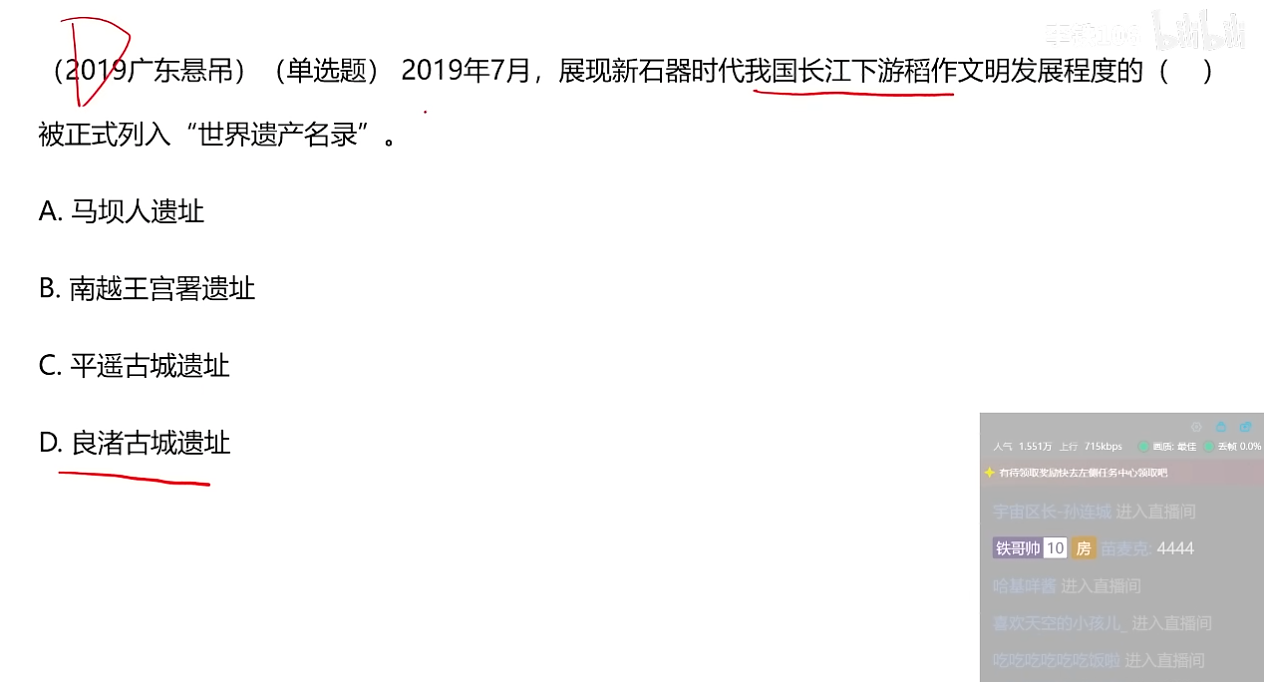 D
（2019广东悬吊）（单选题） 2019年7月，展现新石器时代我国长江下游稻作文明发展程度的（ ）
被正式列入“世界遗产名录”。
A. 马坝人遗址
B. 南越王宫署遗址
C. 平遥古城遗址
D. 良渚古城遗址
bilibili
人气 1.551万 上行 715kbps 画质: 最佳 丢帧 0.0%
有待领取奖励快去左侧任务中心领取吧
宇宙区长-孙连城 进入直播间
铁哥帅 10 房 苗麦克: 4444
哈基咩酱 进入直播间
喜欢天空的小孩儿_ 进入直播间
吃吃吃吃吃吃饭啦 进入直播间